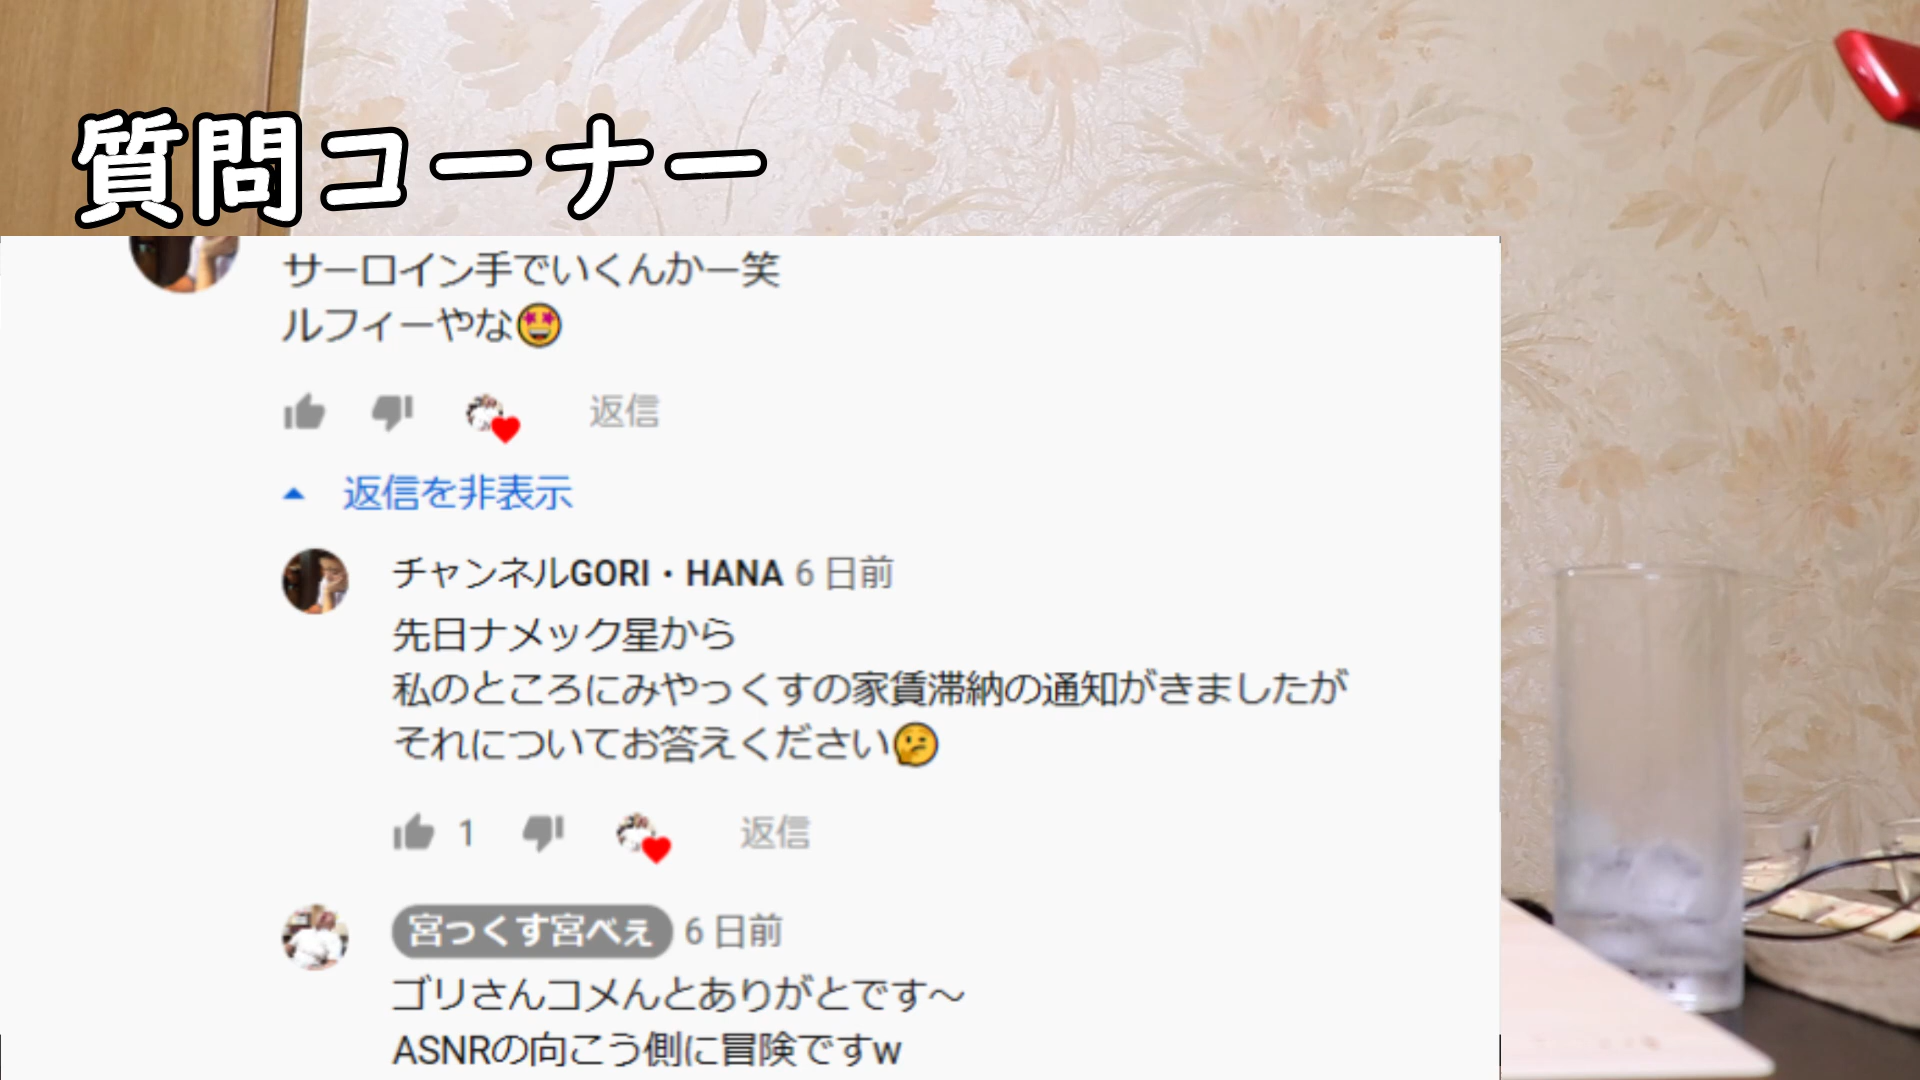 質問コーナー
サーロイン手でいくんかー笑
ルフィーやな🤩
返信
返信を非表示
チャンネルGORI・HANA 6 日前
先日ナメック星から
私のところにみやっくすの家賃滞納の通知がきましたが
それについてお答えください🤔
1 返信
宮っくす宮べぇ 6 日前
ゴリさんコメんとありがとです〜
ASNRの向こう側に冒険ですw